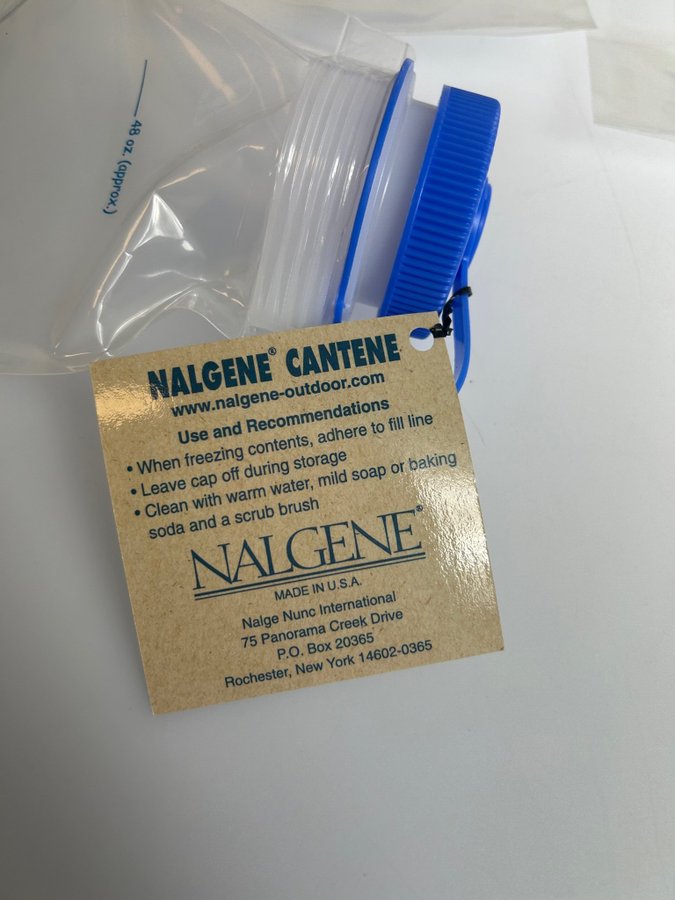 48 oz. (approx.)
NALGENE® CANTENE
www.nalgene-outdoor.com
Use and Recommendations
• When freezing contents, adhere to fill line
• Leave cap off during storage
• Clean with warm water, mild soap or baking
soda and a scrub brush
NALGENE®
MADE IN U.S.A.
Nalge Nunc International
75 Panorama Creek Drive
P.O. Box 20365
Rochester, New York 14602-0365